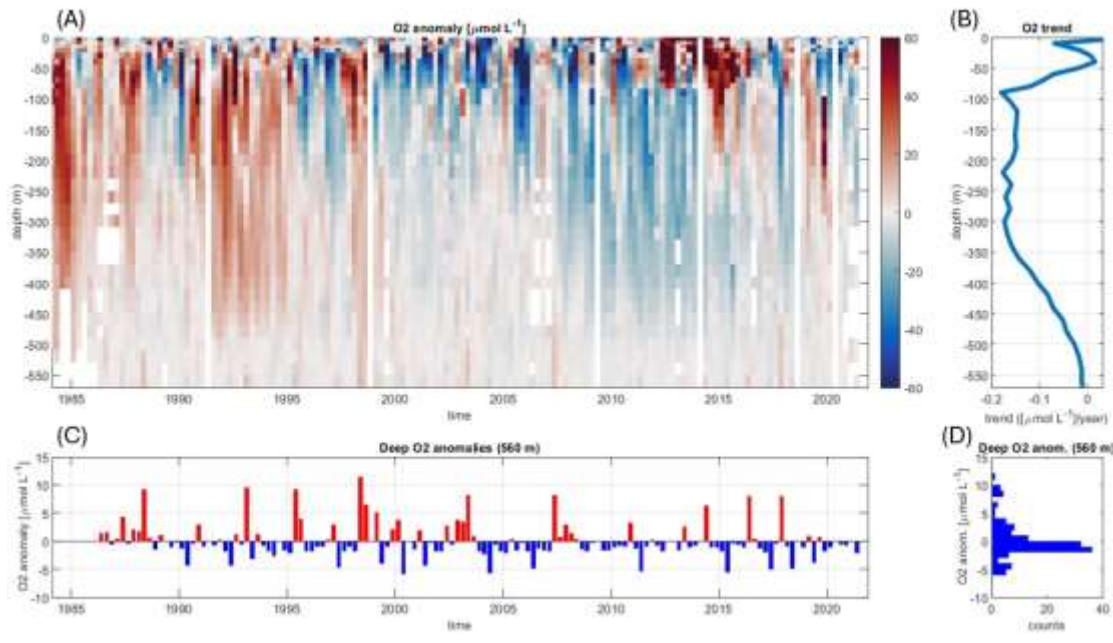 (A)
O2 anomaly [μmol L⁻¹]
0
-50
-100
-150
-200
-250
-300
-350
-400
-450
-500
-550
depth (m)
1985 1990 1995 2000 2005 2010 2015 2020
time
60
40
20
0
-20
-40
-60
(B)
O2 trend
0
-50
-100
-150
-200
-250
-300
-350
-400
-450
-500
-550
depth (m)
-0.2 -0.1 0
trend ([μmol L⁻¹]/year)
(C)
Deep O2 anomalies (560 m)
15
10
5
0
-5
-10
O2 anomaly [μmol L⁻¹]
1985 1990 1995 2000 2005 2010 2015 2020
time
(D)
Deep O2 anom. (560 m)
15
10
5
0
-5
-10
O2 anom. [μmol L⁻¹]
0 20 40
counts